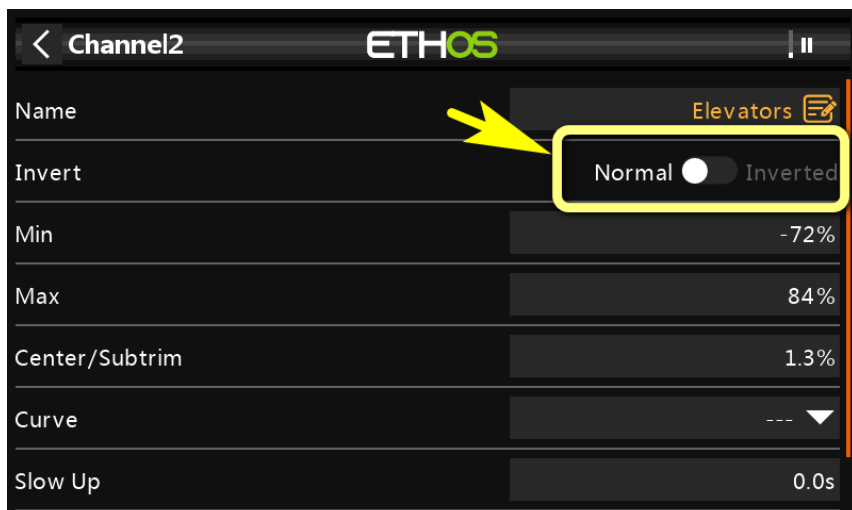 Channel2 ETHOS
Name Elevators
Invert Normal Inverted
Min -72%
Max 84%
Center/Subtrim 1.3%
Curve ---
Slow Up 0.0s